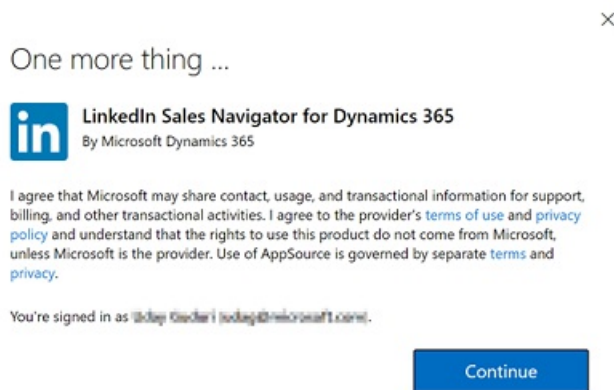 One more thing ...
in
LinkedIn Sales Navigator for Dynamics 365
By Microsoft Dynamics 365
I agree that Microsoft may share contact, usage, and transactional information for support,
billing, and other transactional activities. I agree to the provider's terms of use and privacy
policy and understand that the rights to use this product do not come from Microsoft,
unless Microsoft is the provider. Use of AppSource is governed by separate terms and
privacy.
You're signed in as
Continue